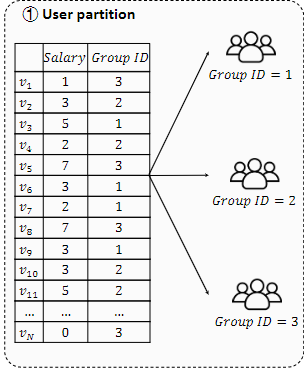 ① User partition
Salary Group ID
v₁ 1 3
v₂ 3 2
v₃ 5 1
v₄ 2 2
v₅ 7 3
v₆ 3 1
v₇ 2 1
v₈ 7 3
v₉ 3 1
v₁₀ 3 2
v₁₁ 5 2
... ... ...
v_N 0 3
Group ID = 1
Group ID = 2
Group ID = 3